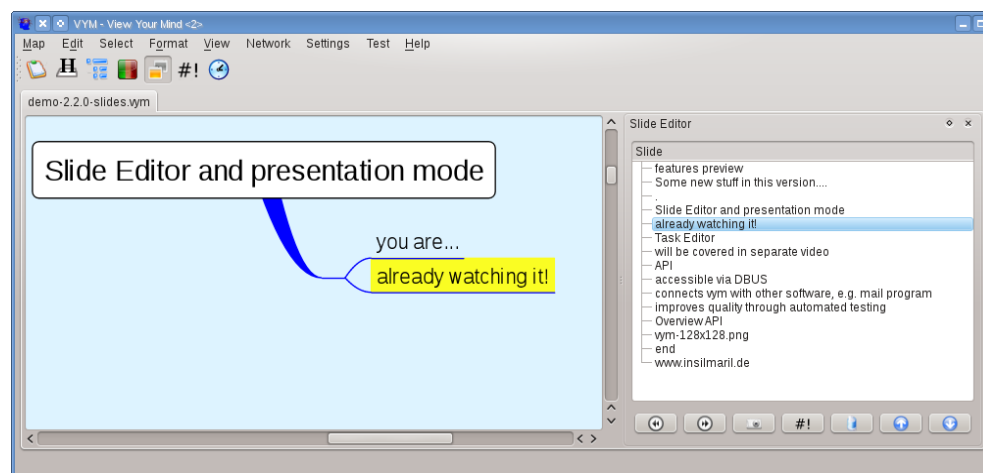 VYM - View Your Mind <2>
Map Edit Select Format View Network Settings Test Help
H #!
demo-2.2.0-slides.vym
Slide Editor and presentation mode
you are...
already watching it!
Slide Editor
Slide
features preview
Some new stuff in this version....
.
Slide Editor and presentation mode
already watching it!
Task Editor
will be covered in separate video
API
accessible via DBUS
connects vym with other software, e.g. mail program
improves quality through automated testing
Overview API
vym-128x128.png
end
www.insilmaril.de
#!